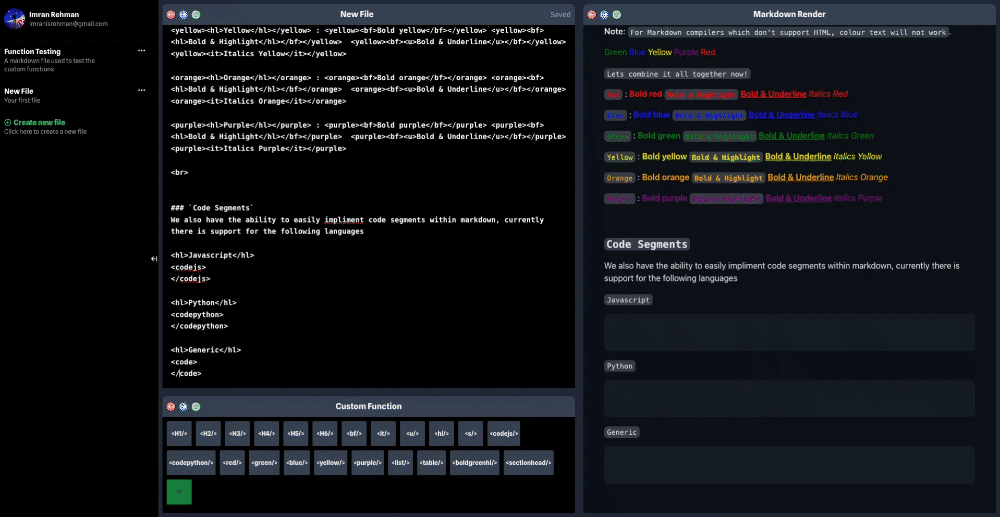 Imran Rehman
imranisrehman@gmail.com
Function Testing
A markdown file used to test the
custom functions
New File
Your first file
Create new file
Click here to create a new file
New File
Saved
<yellow><hl>Yellow</hl></yellow> : <yellow><bf>Bold yellow</bf></yellow> <yellow><bf>
<hl>Bold & Highlight</hl></bf></yellow>  <yellow><bf><u>Bold & Underline</u></bf></yellow>
<yellow><it>Italics Yellow</it></yellow>
<orange><hl>Orange</hl></orange> : <orange><bf>Bold orange</bf></orange> <orange><bf>
<hl>Bold & Highlight</hl></bf></orange>  <orange><bf><u>Bold & Underline</u></bf></orange>
<orange><it>Italics Orange</it></orange>
<purple><hl>Purple</hl></purple> : <purple><bf>Bold purple</bf></purple> <purple><bf>
<hl>Bold & Highlight</hl></bf></purple>  <purple><bf><u>Bold & Underline</u></bf></purple>
<purple><it>Italics Purple</it></purple>
<br>
### `Code Segments`
We also have the ability to easily impliment code segments within markdown, currently
there is support for the following languages
<hl>Javascript</hl>
<codejs>
</codejs>
<hl>Python</hl>
<codepython>
</codepython>
<hl>Generic</hl>
<code>
</code>
Custom Function
<H1/> <H2/> <H3/> <H4/> <H5/> <H6/> <bf/> <it/> <u/> <hl/> <s/> <codejs/>
<codepython/> <red/> <green/> <blue/> <yellow/> <purple/> <list/> <table/> <boldgreenhl/> <sectionhead/>
+
Markdown Render
Note: For Markdown compilers which don't support HTML, colour text will not work.
Green Blue Yellow Purple Red
Lets combine it all together now!
Red : Bold red Bold & Highlight Bold & Underline Italics Red
Blue : Bold blue Bold & Highlight Bold & Underline Italics Blue
Green : Bold green Bold & Highlight Bold & Underline Italics Green
Yellow : Bold yellow Bold & Highlight Bold & Underline Italics Yellow
Orange : Bold orange Bold & Highlight Bold & Underline Italics Orange
Purple : Bold purple Bold & Highlight Bold & Underline Italics Purple
Code Segments
We also have the ability to easily impliment code segments within markdown, currently there is
support for the following languages
Javascript
Python
Generic